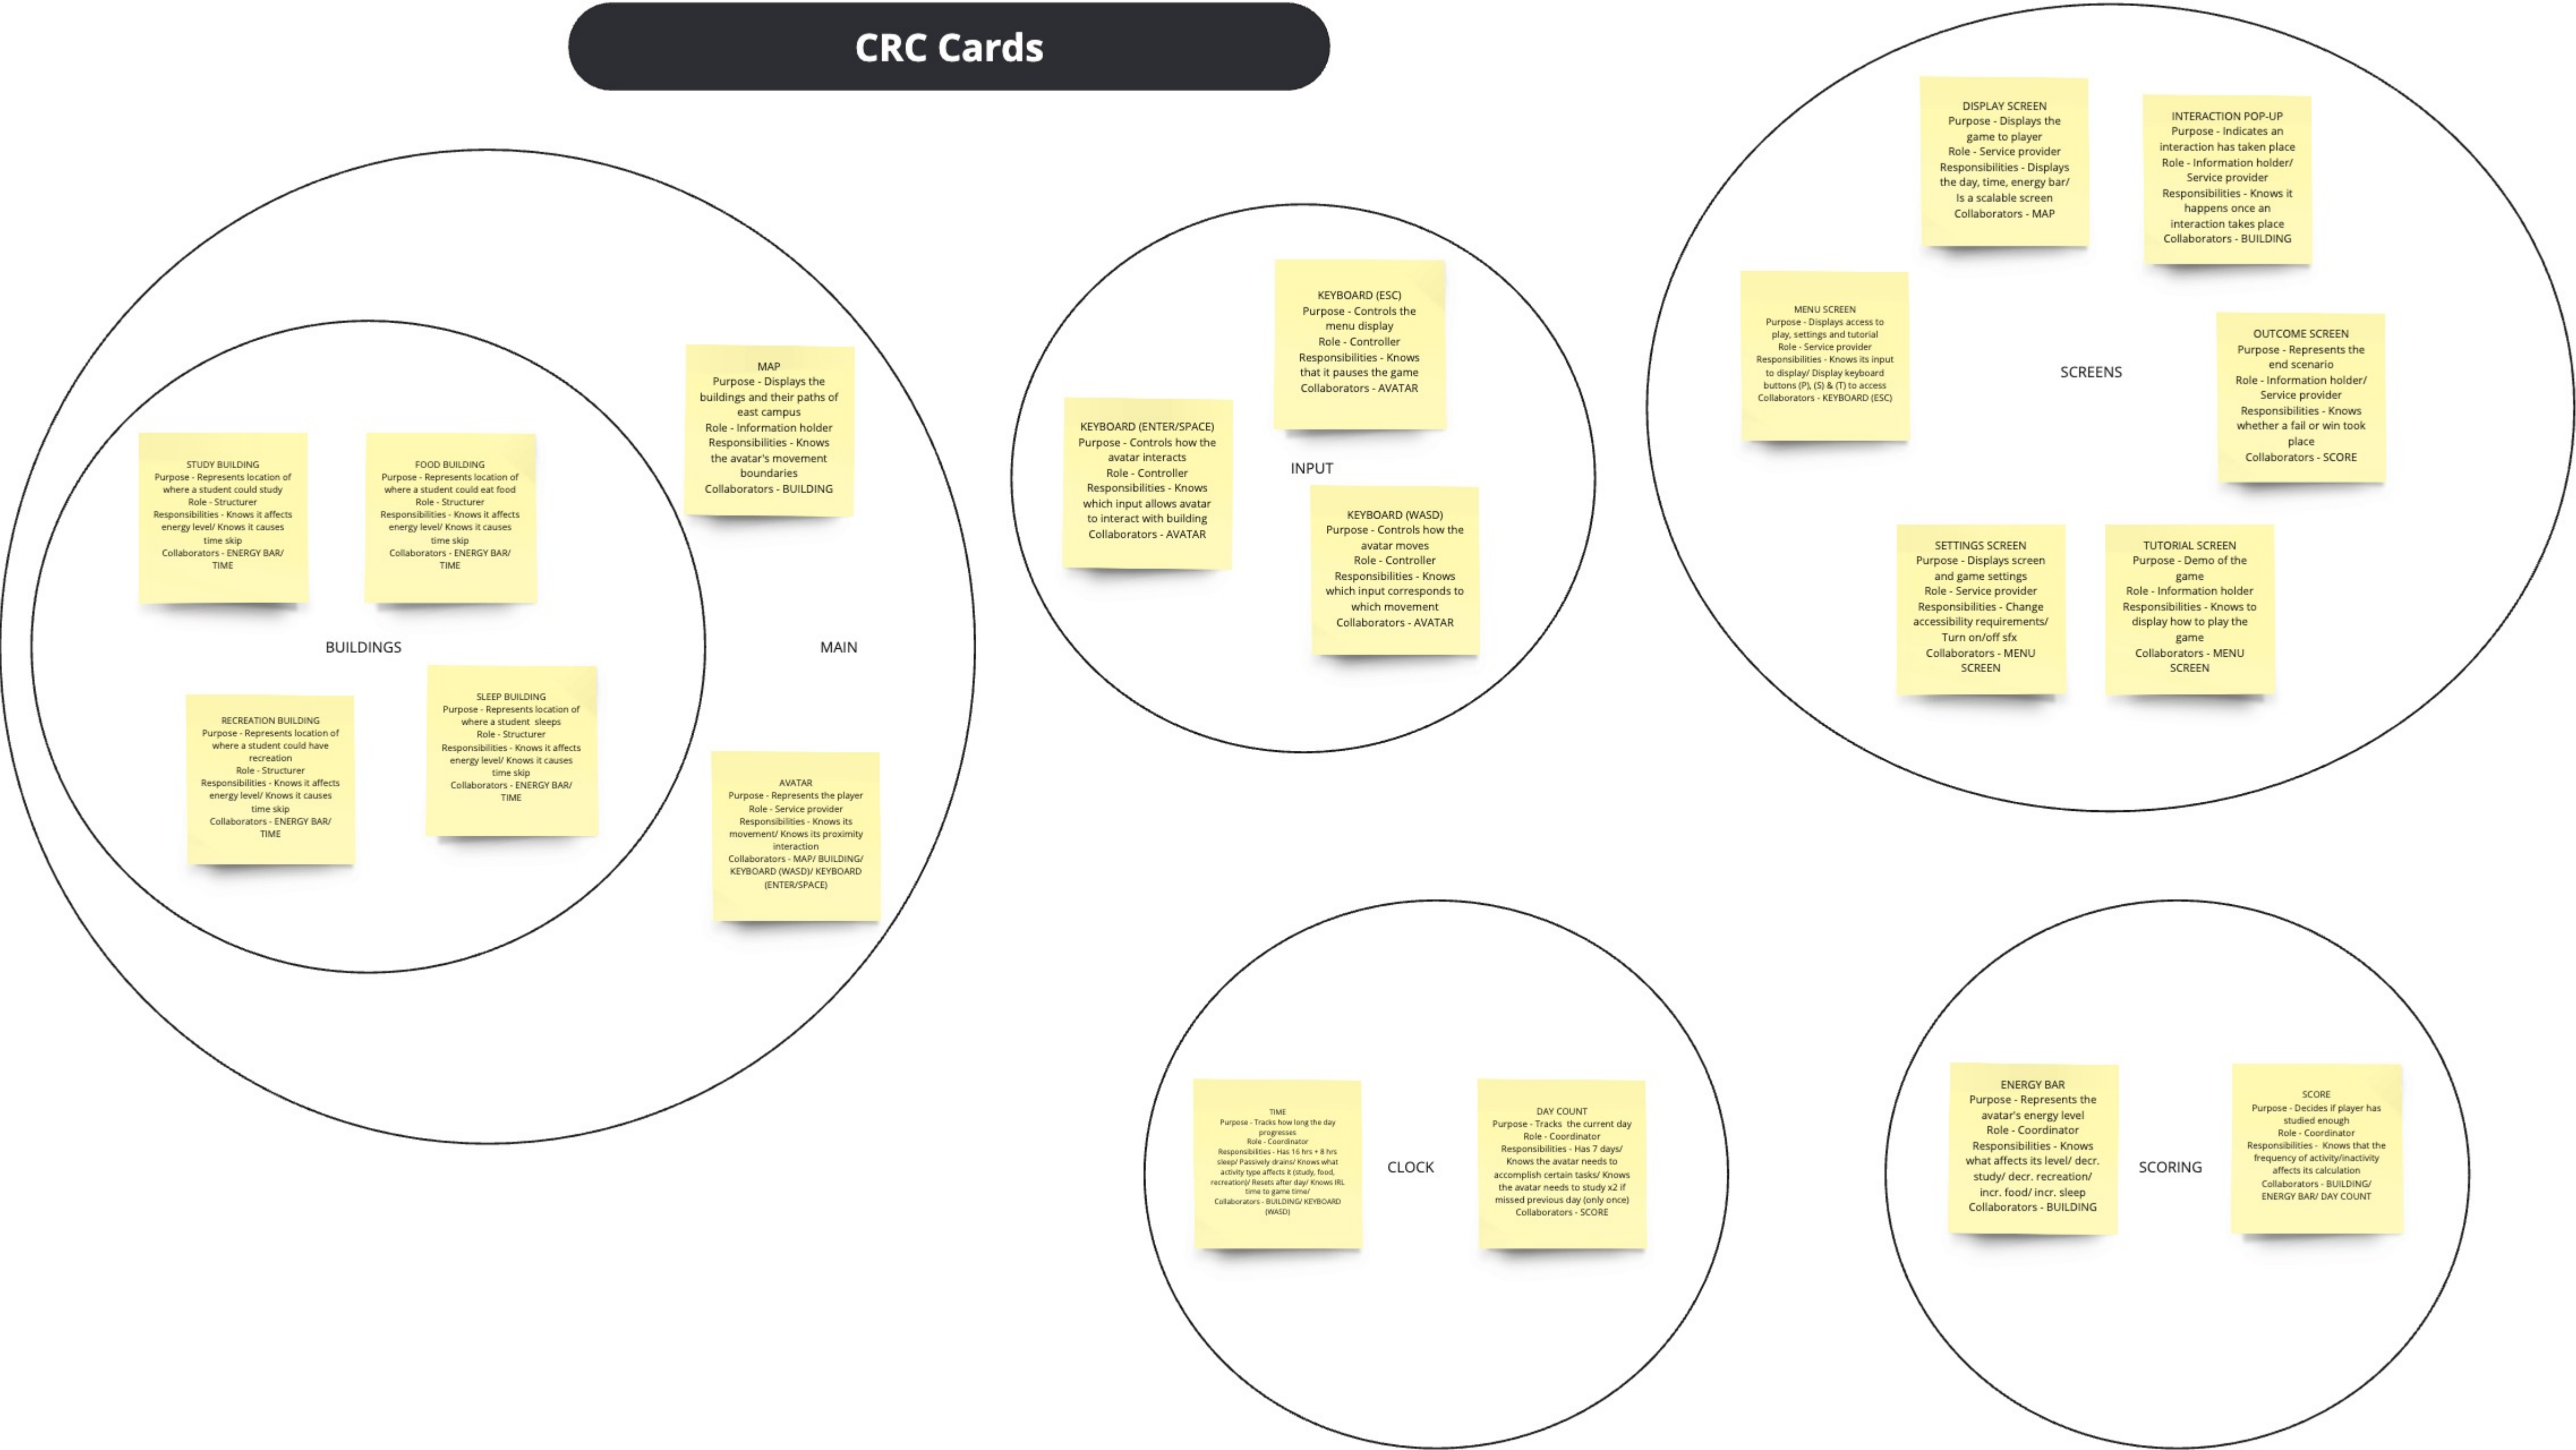 CRC Cards
STUDY BUILDING
Purpose - Represents location of
where a student could study
Role - Structurer
Responsibilities - Knows it affects
energy level/ Knows it causes
time skip
Collaborators - ENERGY BAR/
TIME
FOOD BUILDING
Purpose - Represents location of
where a student could eat food
Role - Structurer
Responsibilities - Knows it affects
energy level/ Knows it causes
time skip
Collaborators - ENERGY BAR/
TIME
BUILDINGS
RECREATION BUILDING
Purpose - Represents location of
where a student could have
recreation
Role - Structurer
Responsibilities - Knows it affects
energy level/ Knows it causes
time skip
Collaborators - ENERGY BAR/
TIME
SLEEP BUILDING
Purpose - Represents location of
where a student sleeps
Role - Structurer
Responsibilities - Knows it affects
energy level/ Knows it causes
time skip
Collaborators - ENERGY BAR/
TIME
MAP
Purpose - Displays the
buildings and their paths of
east campus
Role - Information holder
Responsibilities - Knows
the avatar's movement
boundaries
Collaborators - BUILDING
MAIN
AVATAR
Purpose - Represents the player
Role - Service provider
Responsibilities - Knows its
movement/ Knows its proximity
interaction
Collaborators - MAP/ BUILDING/
KEYBOARD (WASD)/ KEYBOARD
(ENTER/SPACE)
KEYBOARD (ESC)
Purpose - Controls the
menu display
Role - Controller
Responsibilities - Knows
that it pauses the game
Collaborators - AVATAR
KEYBOARD (ENTER/SPACE)
Purpose - Controls how the
avatar interacts
Role - Controller
Responsibilities - Knows
which input allows avatar
to interact with building
Collaborators - AVATAR
INPUT
KEYBOARD (WASD)
Purpose - Controls how the
avatar moves
Role - Controller
Responsibilities - Knows
which input corresponds to
which movement
Collaborators - AVATAR
DISPLAY SCREEN
Purpose - Displays the
game to player
Role - Service provider
Responsibilities - Displays
the day, time, energy bar/
Is a scalable screen
Collaborators - MAP
INTERACTION POP-UP
Purpose - Indicates an
interaction has taken place
Role - Information holder/
Service provider
Responsibilities - Knows it
happens once an
interaction takes place
Collaborators - BUILDING
MENU SCREEN
Purpose - Displays access to
play, settings and tutorial
Role - Service provider
Responsibilities - Knows its input
to display/ Display keyboard
buttons (P), (S) & (T) to access
Collaborators - KEYBOARD (ESC)
SCREENS
OUTCOME SCREEN
Purpose - Represents the
end scenario
Role - Information holder/
Service provider
Responsibilities - Knows
whether a fail or win took
place
Collaborators - SCORE
SETTINGS SCREEN
Purpose - Displays screen
and game settings
Role - Service provider
Responsibilities - Change
accessibility requirements/
Turn on/off sfx
Collaborators - MENU
SCREEN
TUTORIAL SCREEN
Purpose - Demo of the
game
Role - Information holder
Responsibilities - Knows to
display how to play the
game
Collaborators - MENU
SCREEN
TIME
Purpose - Tracks how long the day
progresses
Role - Coordinator
Responsibilities - Has 16 hrs + 8 hrs
sleep/ Passively drains/ Knows what
activity type affects it (study, food,
recreation)/ Resets after day/ Knows IRL
time to game time/
Collaborators - BUILDING/ KEYBOARD
(WASD)
CLOCK
DAY COUNT
Purpose - Tracks the current day
Role - Coordinator
Responsibilities - Has 7 days/
Knows the avatar needs to
accomplish certain tasks/ Knows
the avatar needs to study x2 if
missed previous day (only once)
Collaborators - SCORE
ENERGY BAR
Purpose - Represents the
avatar's energy level
Role - Coordinator
Responsibilities - Knows
what affects its level/ decr.
study/ decr. recreation/
incr. food/ incr. sleep
Collaborators - BUILDING
SCORING
SCORE
Purpose - Decides if player has
studied enough
Role - Coordinator
Responsibilities - Knows that the
frequency of activity/inactivity
affects its calculation
Collaborators - BUILDING/
ENERGY BAR/ DAY COUNT